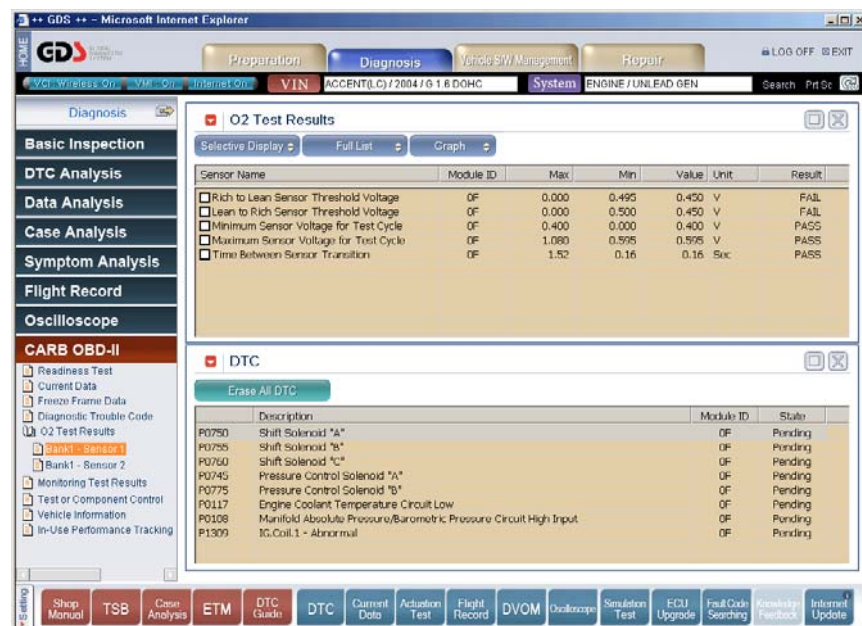 ++ GDS ++ - Microsoft Internet Explorer
HOME
GDS
Preparation Diagnosis Vehicle S/W Management Repair
LOG OFF EXIT
VCI: Wireless On VMI: On Internet On VIN ACCENT(LC) / 2004 / G 1.6 DOHC System ENGINE / UNLEAD GEN Search Prt Sc
Diagnosis
Basic Inspection
DTC Analysis
Data Analysis
Case Analysis
Symptom Analysis
Flight Record
Oscilloscope
CARB OBD-II
Readiness Test
Current Data
Freeze Frame Data
Diagnostic Trouble Code
O2 Test Results
Bank1 - Sensor 1
Bank1 - Sensor 2
Monitoring Test Results
Test or Component Control
Vehicle Information
In-Use Performance Tracking
O2 Test Results
Selective Display Full List Graph
Sensor Name Module ID Max Min Value Unit Result
Rich to Lean Sensor Threshold Voltage 0F 0.000 0.495 0.450 V FAIL
Lean to Rich Sensor Threshold Voltage 0F 0.000 0.500 0.450 V FAIL
Minimum Sensor Voltage for Test Cycle 0F 0.400 0.000 0.400 V PASS
Maximum Sensor Voltage for Test Cycle 0F 1.080 0.595 0.595 V PASS
Time Between Sensor Transition 0F 1.52 0.16 0.16 Sec PASS
DTC
Erase All DTC
Description Module ID State
P0750 Shift Solenoid "A" 0F Pending
P0755 Shift Solenoid "B" 0F Pending
P0760 Shift Solenoid "C" 0F Pending
P0745 Pressure Control Solenoid "A" 0F Pending
P0775 Pressure Control Solenoid "B" 0F Pending
P0117 Engine Coolant Temperature Circuit Low 0F Pending
P0108 Manifold Absolute Pressure/Barometric Pressure Circuit High Input 0F Pending
P1309 IG.Coil.1 - Abnormal 0F Pending
Setting
Shop Manual TSB Case Analysis ETM DTC Guide DTC Current Data Actuation Test Flight Record DVOM Oscilloscope Simulation Test ECU Upgrade Fault Code Searching Knowledge Feedback Internet Update